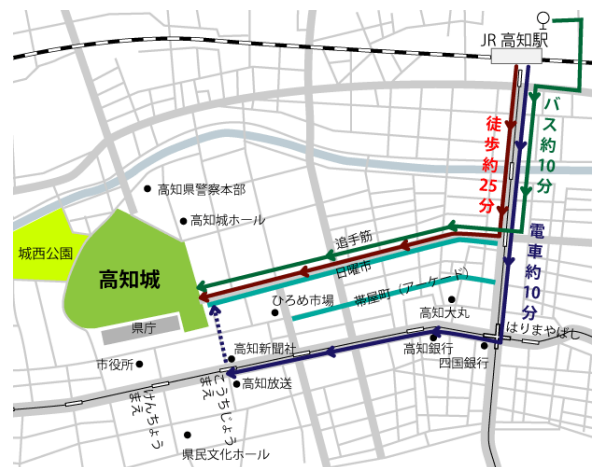 JR 高知駅
バス約10分
徒歩約25分
電車約10分
高知県警察本部
高知城ホール
城西公園
高知城
追手筋
日曜市
帯屋町（アーケード）
ひろめ市場
高知大丸
県庁
はりまやばし
高知新聞社
高知銀行
四国銀行
市役所
高知放送
こうちじょう
まえ
けんちょう
まえ
県民文化ホール